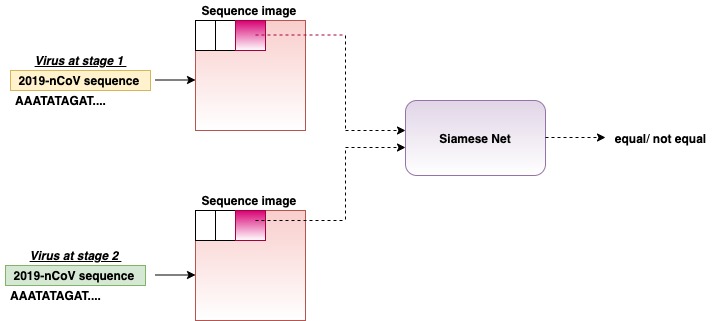 Sequence image
Virus at stage 1
2019-nCoV sequence
AAATATAGAT....
Siamese Net
equal/ not equal
Sequence image
Virus at stage 2
2019-nCoV sequence
AAATATAGAT....